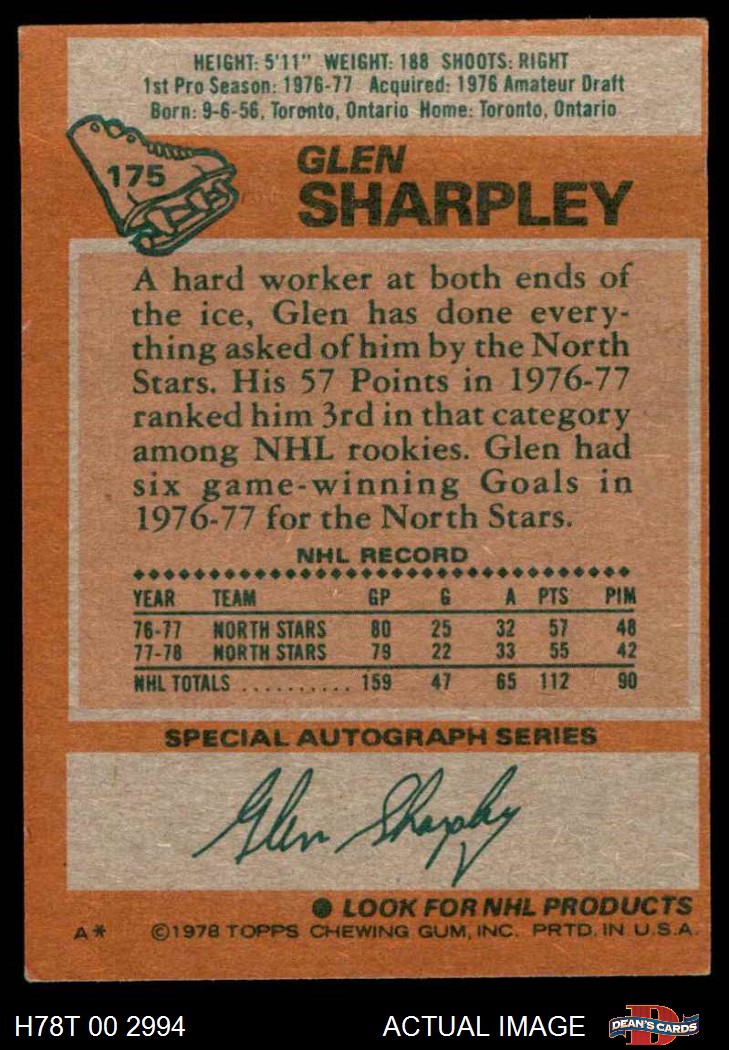 HEIGHT: 5'11" WEIGHT: 188 SHOOTS: RIGHT
1st Pro Season: 1976-77 Acquired: 1976 Amateur Draft
Born: 9-6-56, Toronto, Ontario Home: Toronto, Ontario
175
GLEN
SHARPLEY
A hard worker at both ends of
the ice, Glen has done every-
thing asked of him by the North
Stars. His 57 Points in 1976-77
ranked him 3rd in that category
among NHL rookies. Glen had
six game-winning Goals in
1976-77 for the North Stars.
NHL RECORD
YEAR TEAM GP G A PTS PIM
76-77 NORTH STARS 80 25 32 57 48
77-78 NORTH STARS 79 22 33 55 42
NHL TOTALS .......... 159 47 65 112 90
SPECIAL AUTOGRAPH SERIES
Glen Sharpley
● LOOK FOR NHL PRODUCTS
A* ©1978 TOPPS CHEWING GUM, INC. PRTD. IN U.S.A.
H78T 00 2994 ACTUAL IMAGE D DEAN'S CARDS